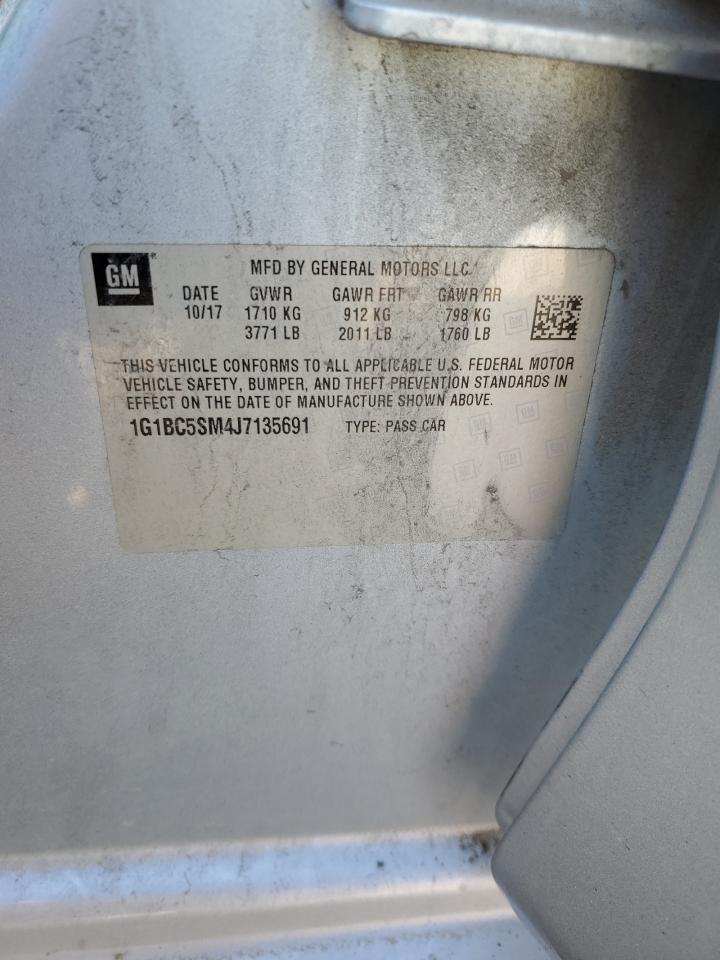 GM
MFD BY GENERAL MOTORS LLC
DATE GVWR GAWR FRT GAWR RR
10/17 1710 KG 912 KG 798 KG
3771 LB 2011 LB 1760 LB
THIS VEHICLE CONFORMS TO ALL APPLICABLE U.S. FEDERAL MOTOR
VEHICLE SAFETY, BUMPER, AND THEFT PREVENTION STANDARDS IN
EFFECT ON THE DATE OF MANUFACTURE SHOWN ABOVE.
1G1BC5SM4J7135691 TYPE: PASS CAR